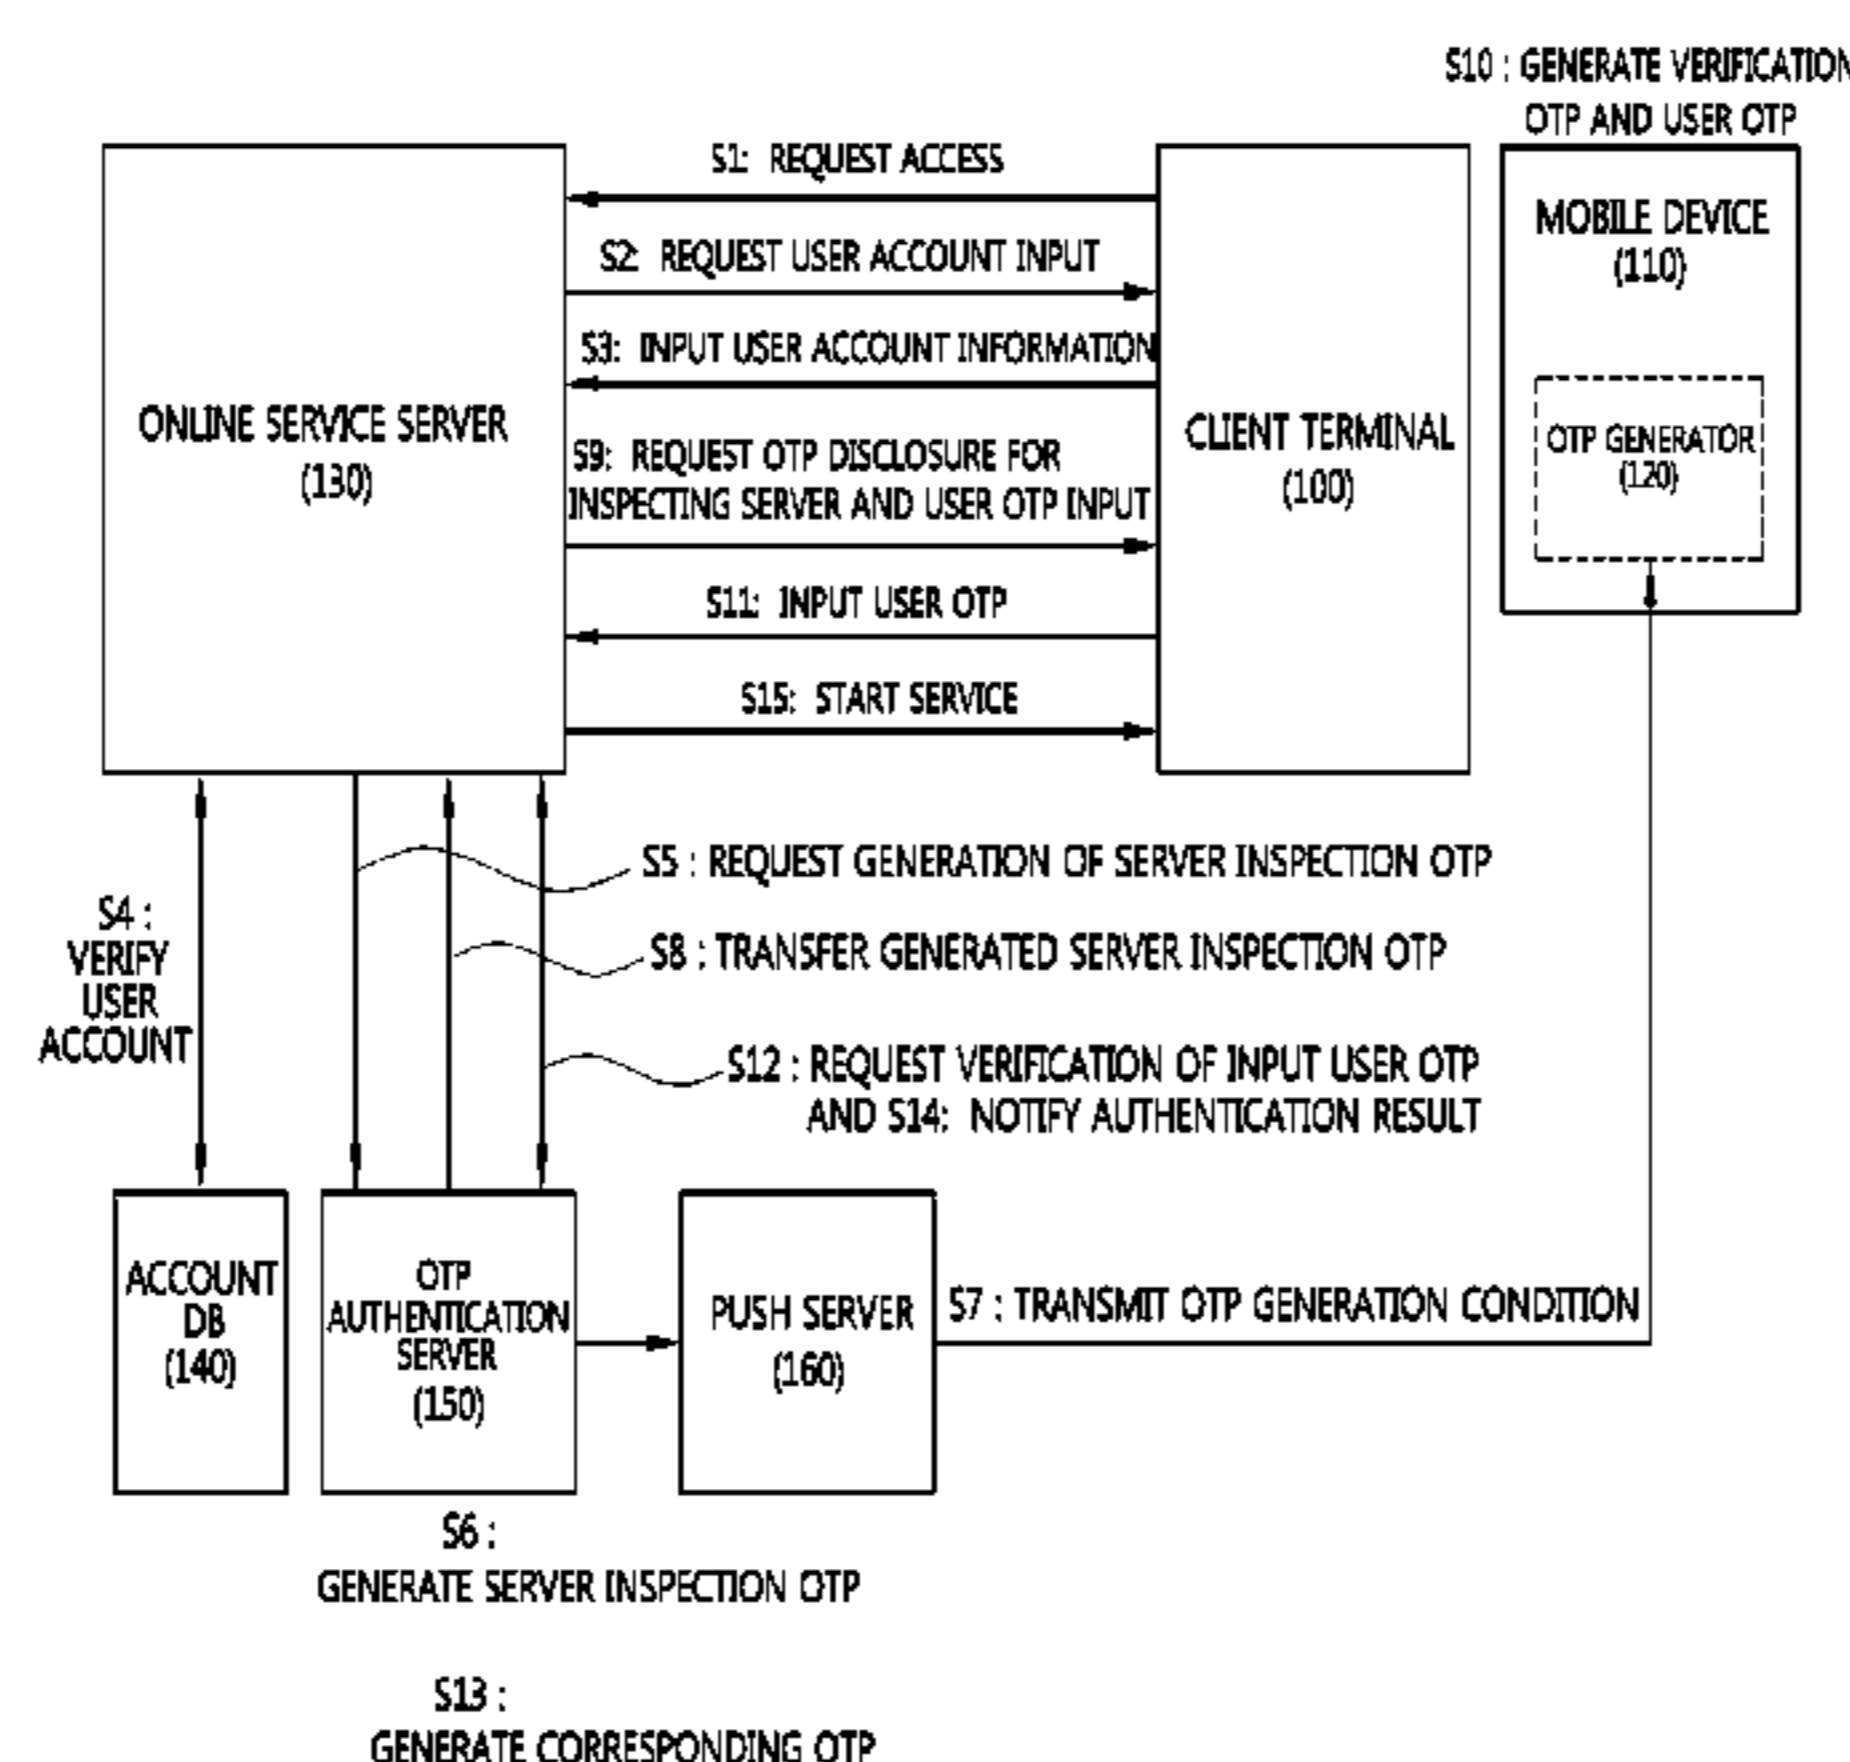 S10 : GENERATE VERIFICATION
OTP AND USER OTP
S1: REQUEST ACCESS
S2: REQUEST USER ACCOUNT INPUT
S3: INPUT USER ACCOUNT INFORMATION
S9: REQUEST OTP DISCLOSURE FOR
INSPECTING SERVER AND USER OTP INPUT
S11: INPUT USER OTP
S15: START SERVICE
ONLINE SERVICE SERVER
(130)
CLIENT TERMINAL
(100)
MOBILE DEVICE
(110)
OTP GENERATOR
(120)
S4 :
VERIFY
USER
ACCOUNT
S5 : REQUEST GENERATION OF SERVER INSPECTION OTP
S8 : TRANSFER GENERATED SERVER INSPECTION OTP
S12 : REQUEST VERIFICATION OF INPUT USER OTP
AND S14: NOTIFY AUTHENTICATION RESULT
ACCOUNT
DB
(140)
OTP
AUTHENTICATION
SERVER
(150)
PUSH SERVER
(160)
S7 : TRANSMIT OTP GENERATION CONDITION
S6 :
GENERATE SERVER INSPECTION OTP
S13 :
GENERATE CORRESPONDING OTP